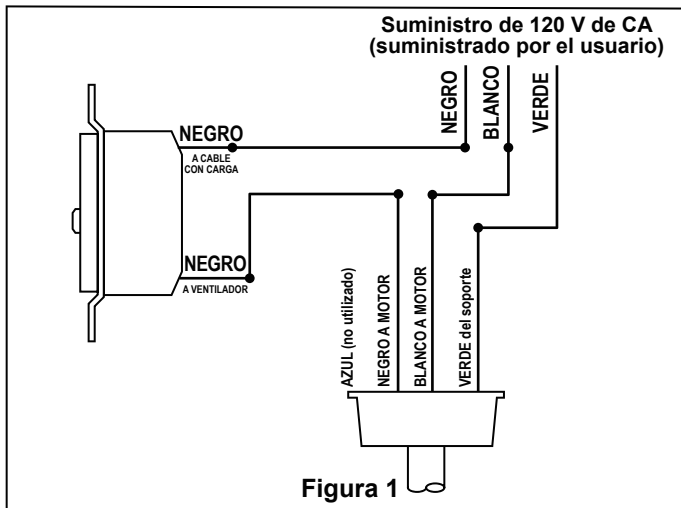 Suministro de 120 V de CA
(suministrado por el usuario)
NEGRO
BLANCO
VERDE
NEGRO
A CABLE
CON CARGA
NEGRO
A VENTILADOR
AZUL (no utilizado)
NEGRO A MOTOR
BLANCO A MOTOR
VERDE del soporte
Figura 1